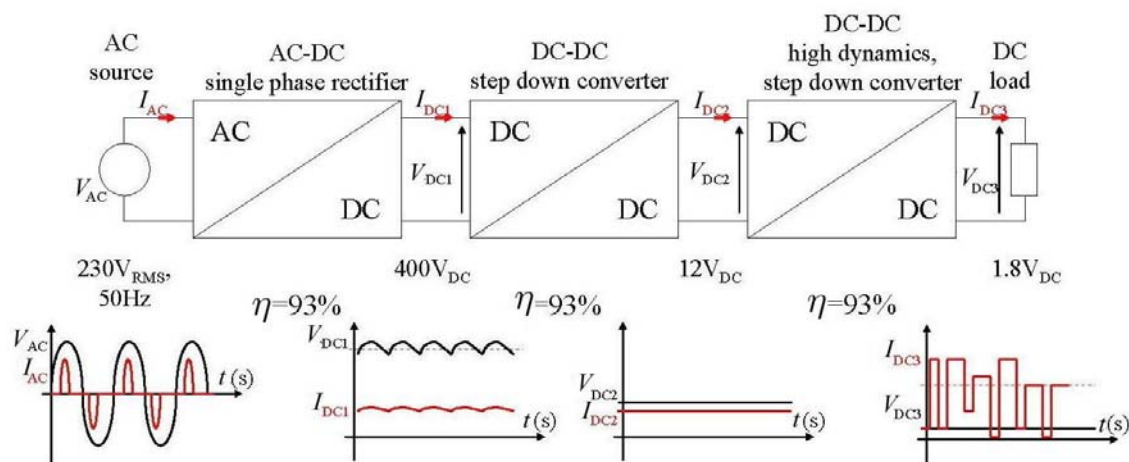 AC
source
AC-DC
single phase rectifier
DC-DC
step down converter
DC-DC
high dynamics,
step down converter
DC
load
I_AC
I_DC1
I_DC2
I_DC3
AC
DC
DC
DC
DC
DC
V_AC
V_DC1
V_DC2
V_DC3
230V_RMS,
50Hz
400V_DC
12V_DC
1.8V_DC
η=93%
η=93%
η=93%
V_AC
I_AC
t(s)
V_DC1
I_DC1
t(s)
V_DC2
I_DC2
t(s)
I_DC3
V_DC3
t(s)